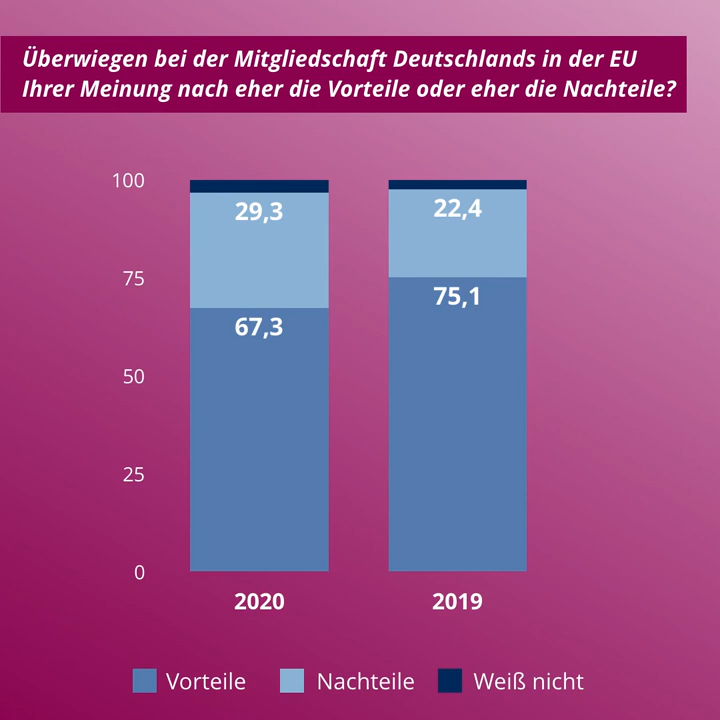 Überwiegen bei der Mitgliedschaft Deutschlands in der EU
Ihrer Meinung nach eher die Vorteile oder eher die Nachteile?
100
75
50
25
0
29,3
67,3
22,4
75,1
2020
2019
Vorteile
Nachteile
Weiß nicht